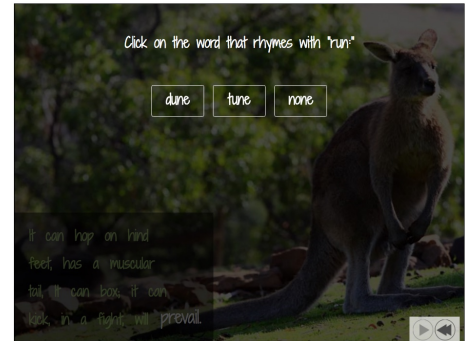 Click on the word that rhymes with "run:"
dune tune none
It can hop on hind
feet, has a muscular
tail, it can box, it can
kick, in a fight, will prevail.